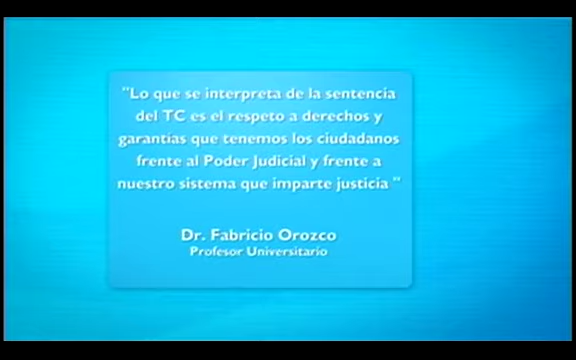 "Lo que se interpreta de la sentencia
del TC es el respeto a derechos y
garantías que tenemos los ciudadanos
frente al Poder Judicial y frente a
nuestro sistema que imparte justicia "
Dr. Fabricio Orozco
Profesor Universitario